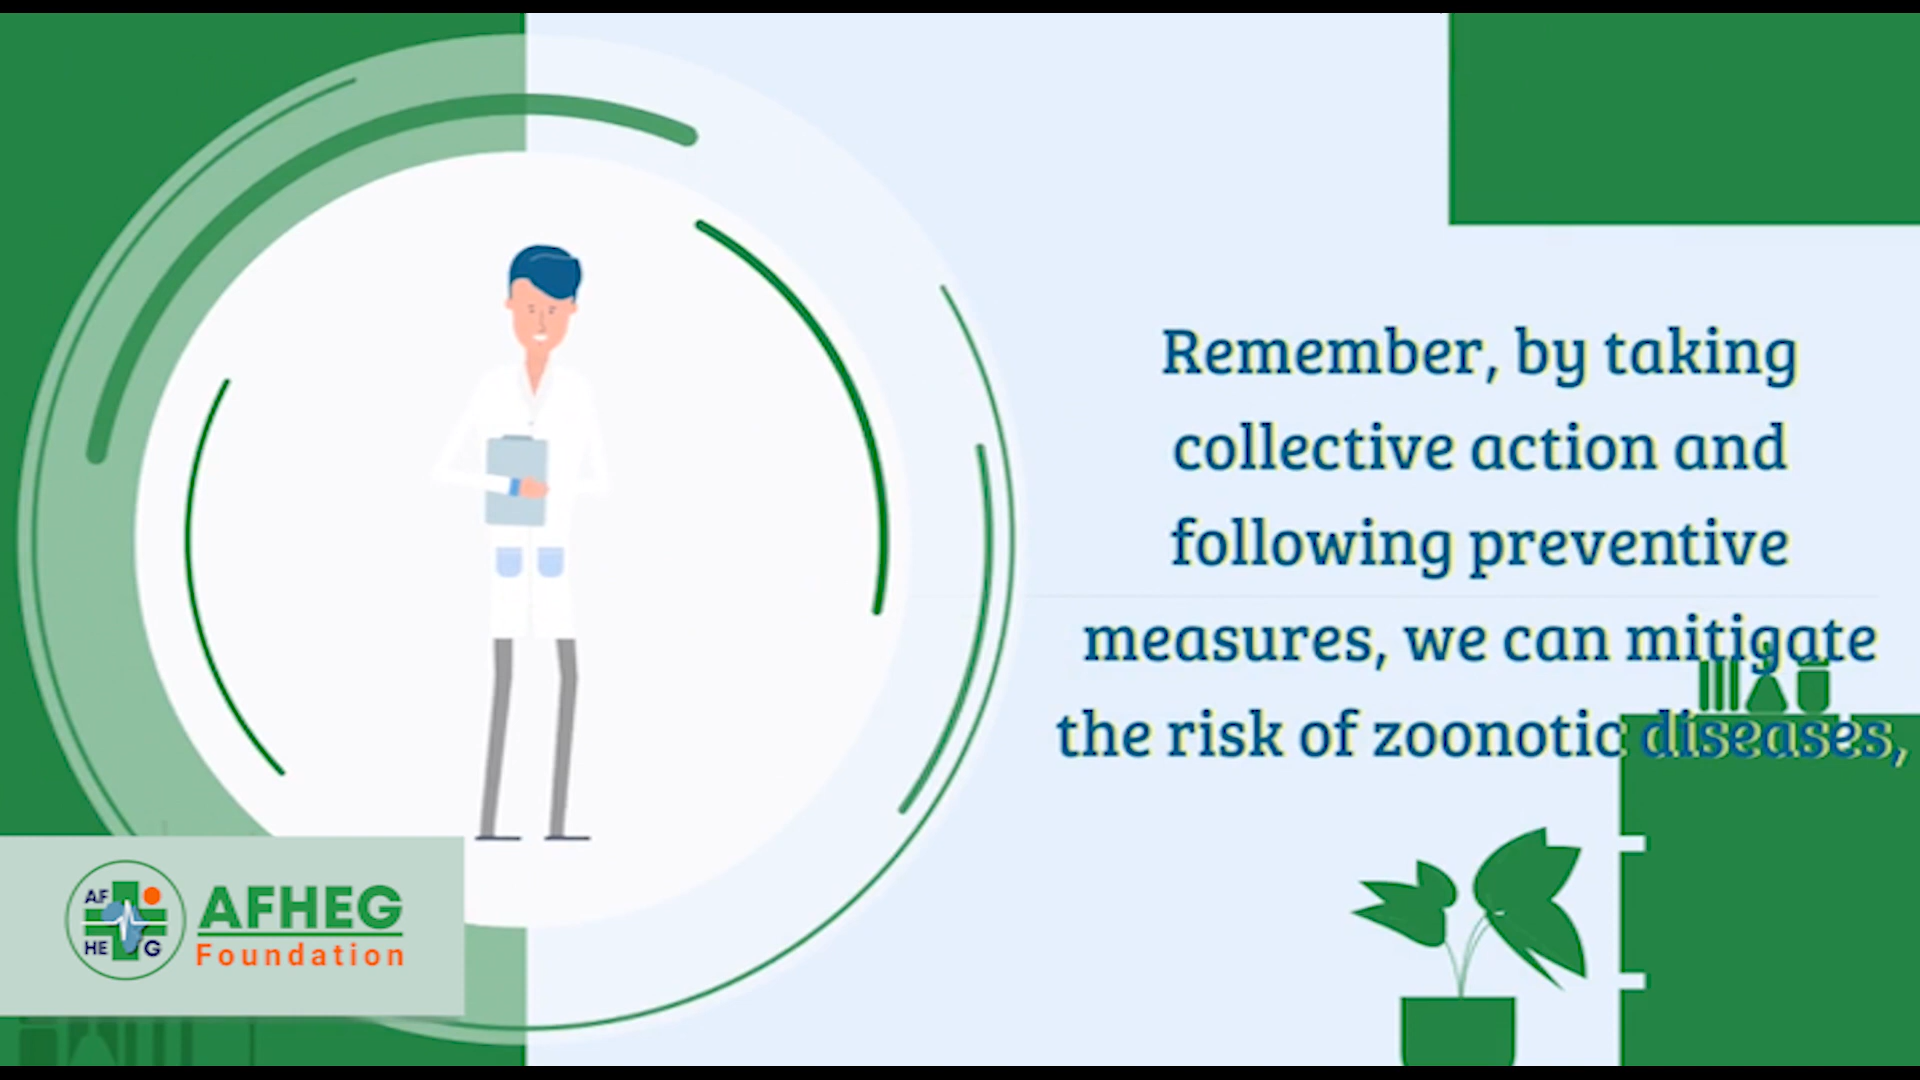 Remember, by taking
collective action and
following preventive
measures, we can mitigate
the risk of zoonotic diseases,
AF
HE G
AFHEG
Foundation